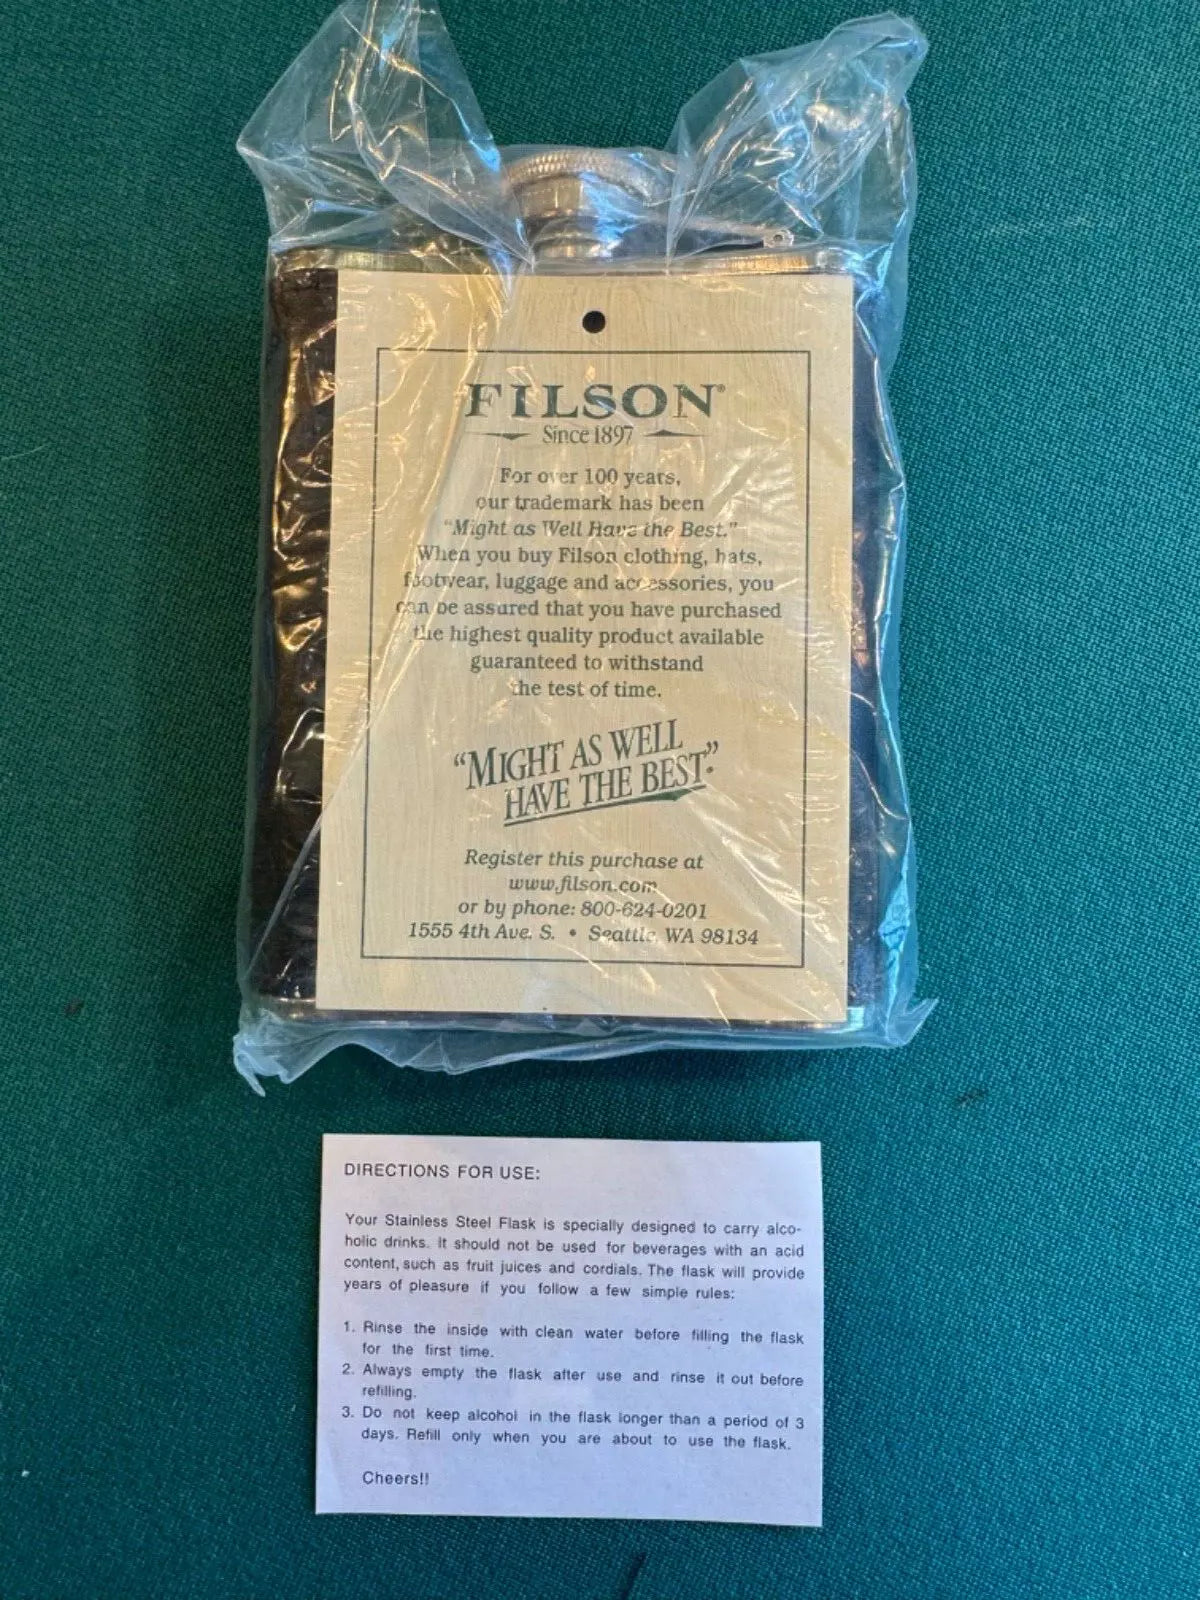 FILSON®
Since 1897
For over 100 years,
our trademark has been
"Might as Well Have the Best."
When you buy Filson clothing, hats,
footwear, luggage and accessories, you
can be assured that you have purchased
the highest quality product available
guaranteed to withstand
the test of time.
"MIGHT AS WELL
HAVE THE BEST."
Register this purchase at
www.filson.com
or by phone: 800-624-0201
1555 4th Ave. S. • Seattle, WA 98134
DIRECTIONS FOR USE:
Your Stainless Steel Flask is specially designed to carry alco-
holic drinks. It should not be used for beverages with an acid
content, such as fruit juices and cordials. The flask will provide
years of pleasure if you follow a few simple rules:
1. Rinse the inside with clean water before filling the flask
for the first time.
2. Always empty the flask after use and rinse it out before
refilling.
3. Do not keep alcohol in the flask longer than a period of 3
days. Refill only when you are about to use the flask.
Cheers!!